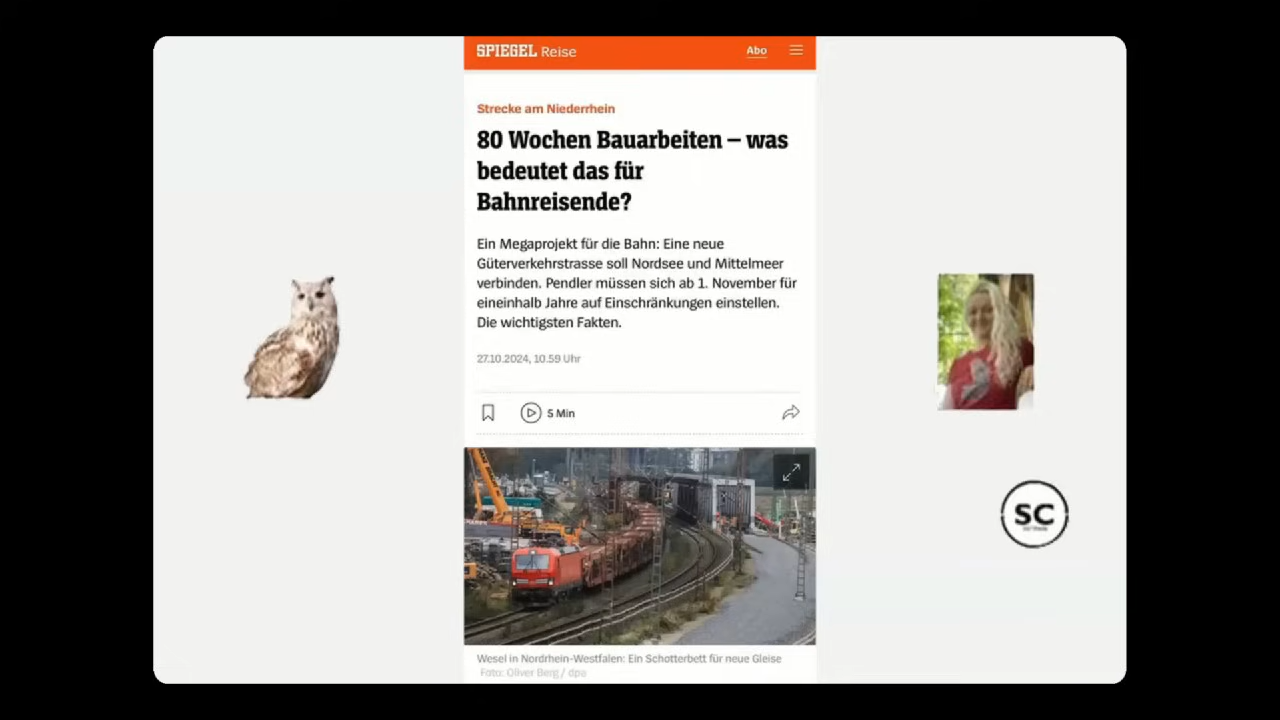 SPIEGEL Reise
Abo
Strecke am Niederrhein
80 Wochen Bauarbeiten – was
bedeutet das für
Bahnreisende?
Ein Megaprojekt für die Bahn: Eine neue
Güterverkehrstrasse soll Nordsee und Mittelmeer
verbinden. Pendler müssen sich ab 1. November für
eineinhalb Jahre auf Einschränkungen einstellen.
Die wichtigsten Fakten.
27.10.2024, 10.59 Uhr
5 Min
SC
Wesel in Nordrhein-Westfalen: Ein Schotterbett für neue Gleise
Foto: Oliver Berg / dpa